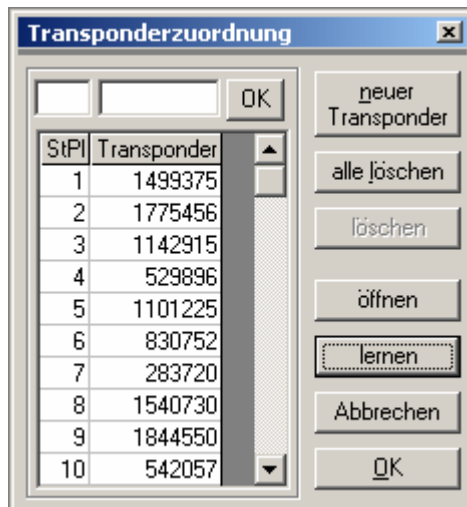 Transponderzuordnung
OK
StPl Transponder
1 1499375
2 1775456
3 1142915
4 529896
5 1101225
6 830752
7 283720
8 1540730
9 1844550
10 542057
neuer
Transponder
alle löschen
löschen
öffnen
lernen
Abbrechen
OK